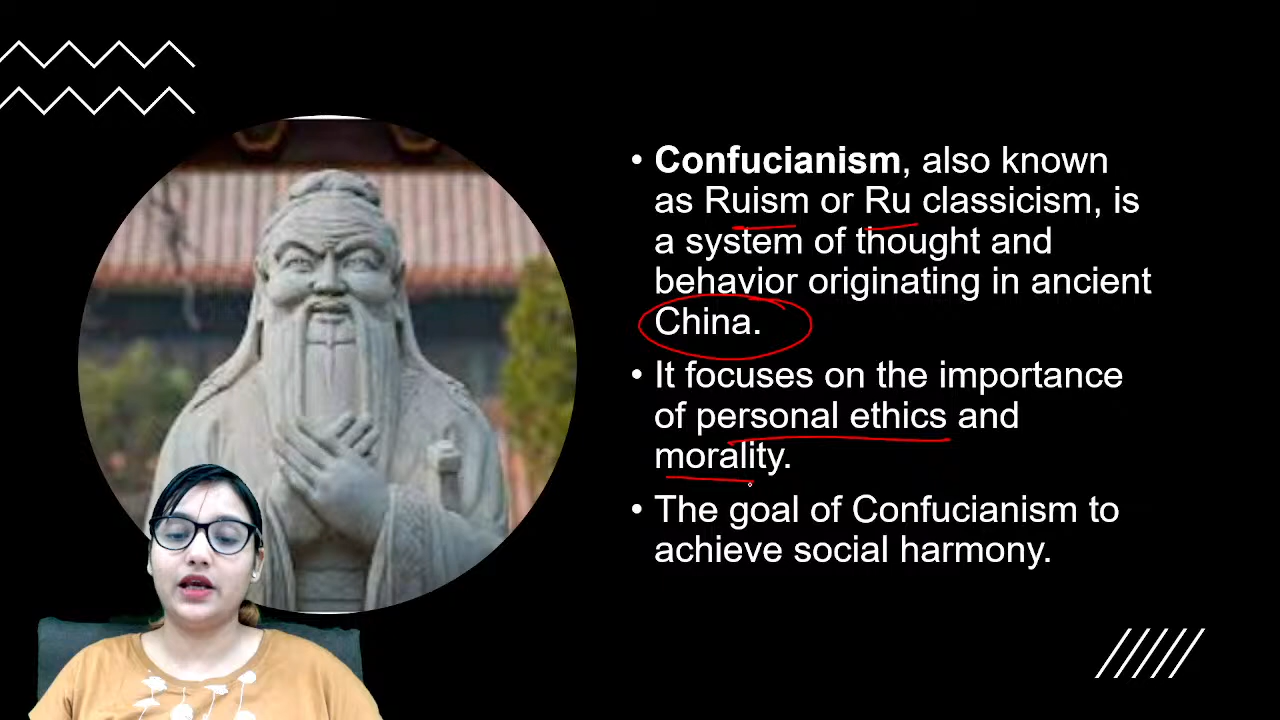 • Confucianism, also known
as Ruism or Ru classicism, is
a system of thought and
behavior originating in ancient
China.
• It focuses on the importance
of personal ethics and
morality.
• The goal of Confucianism to
achieve social harmony.